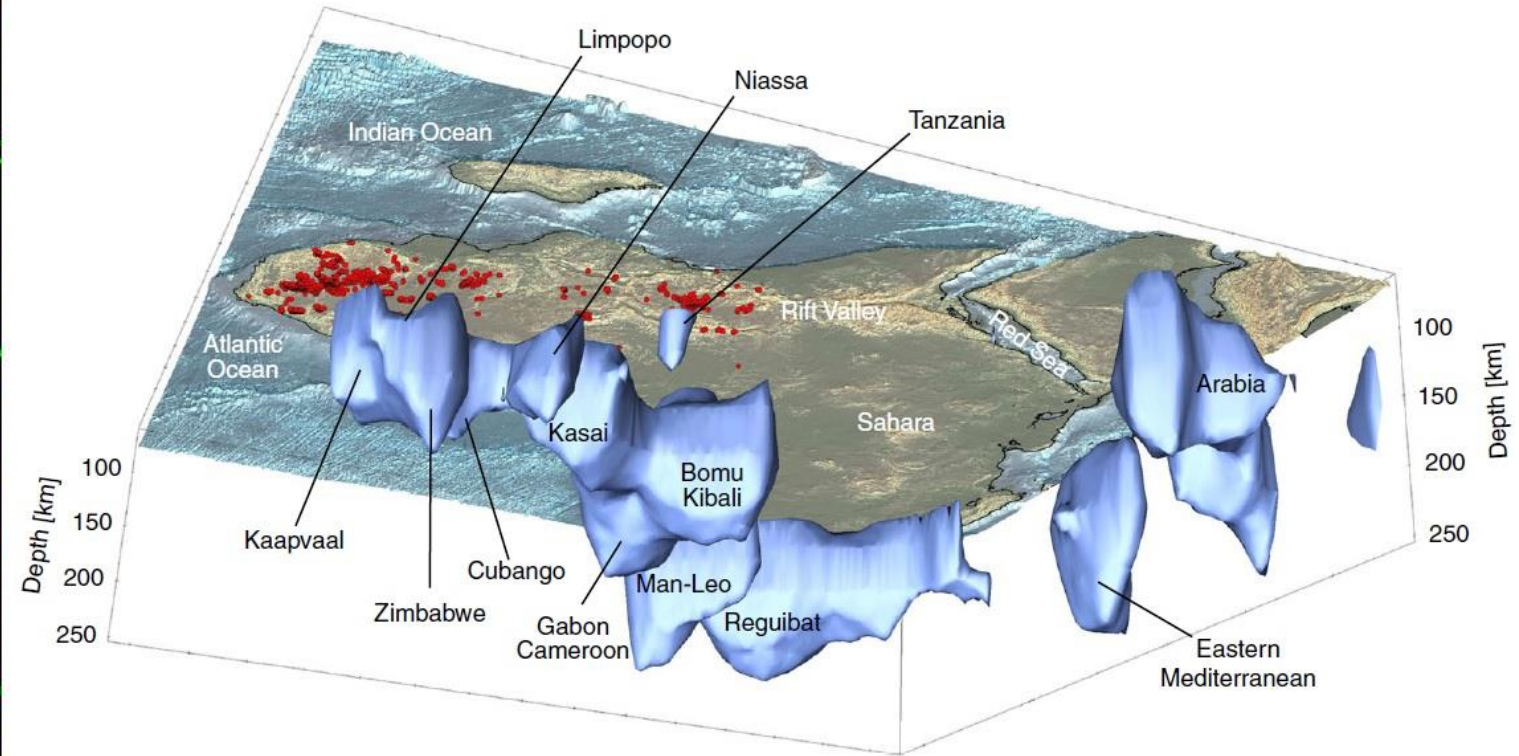 Limpopo
Niassa
Tanzania
Indian Ocean
Rift Valley
Red Sea
Atlantic
Ocean
Arabia
Sahara
Kasai
Bomu
Kibali
Kaapvaal
Cubango
Zimbabwe
Gabon
Cameroon
Man-Leo
Reguibat
Eastern
Mediterranean
100
150
200
250
Depth [km]
100
150
200
250
Depth [km]